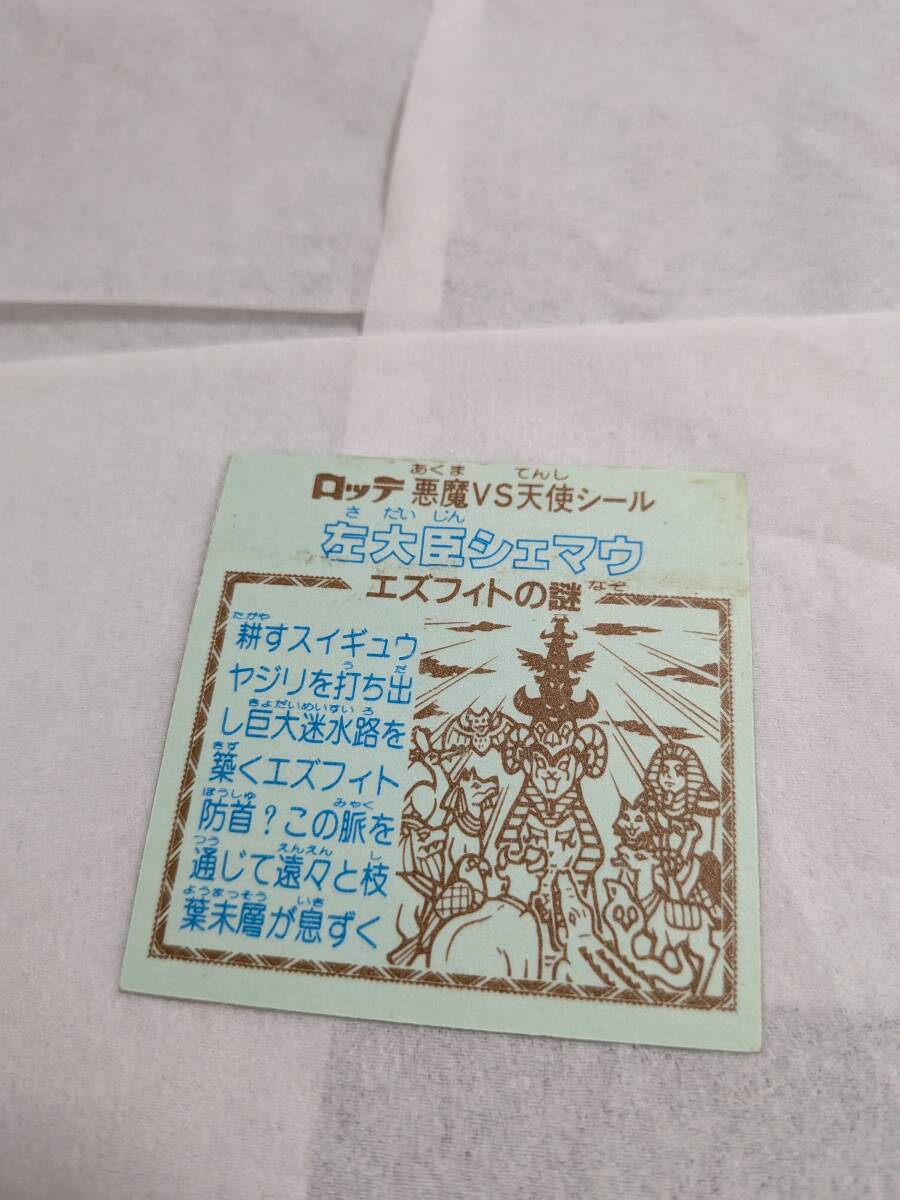 あくま てんし
ロッテ 悪魔VS天使シール
さ だい じん
左大臣シェマウ
エズフィトの謎 なぞ
たがや
耕すスイギュウ
う だ
ヤジリを打ち出
きょだいめいすいろ
し巨大迷水路を
きず
築くエズフィト
ぼうしゅ みゃく
防首?この脈を
つう えんえん し
通じて遠々と枝
ようまっそう いき
葉末層が息ずく